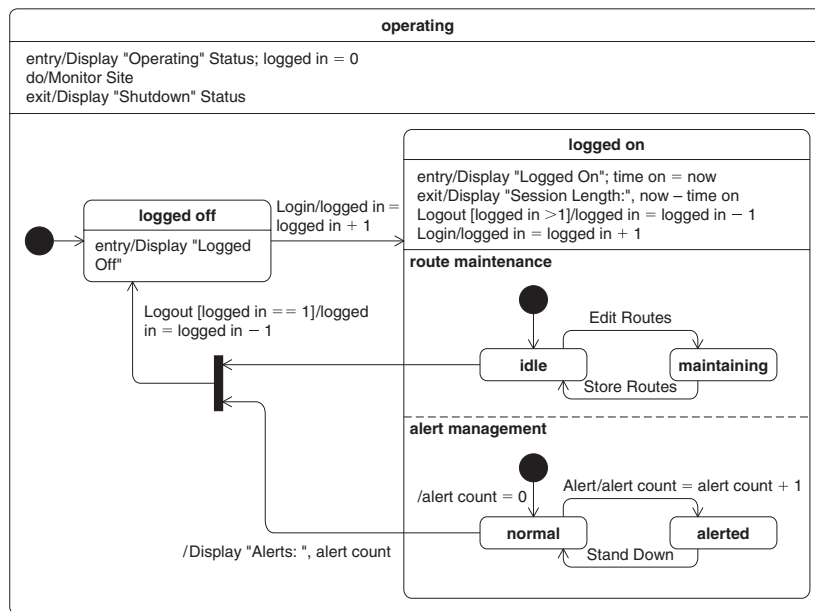 operating
entry/Display "Operating" Status; logged in = 0
do/Monitor Site
exit/Display "Shutdown" Status
logged on
entry/Display "Logged On"; time on = now
exit/Display "Session Length:", now – time on
Logout [logged in >1]/logged in = logged in – 1
Login/logged in = logged in + 1
Login/logged in =
logged in + 1
logged off
entry/Display "Logged
Off"
Logout [logged in == 1]/logged
in = logged in – 1
route maintenance
Edit Routes
idle
maintaining
Store Routes
alert management
/alert count = 0
Alert/alert count = alert count + 1
normal
alerted
Stand Down
/Display "Alerts: ", alert count